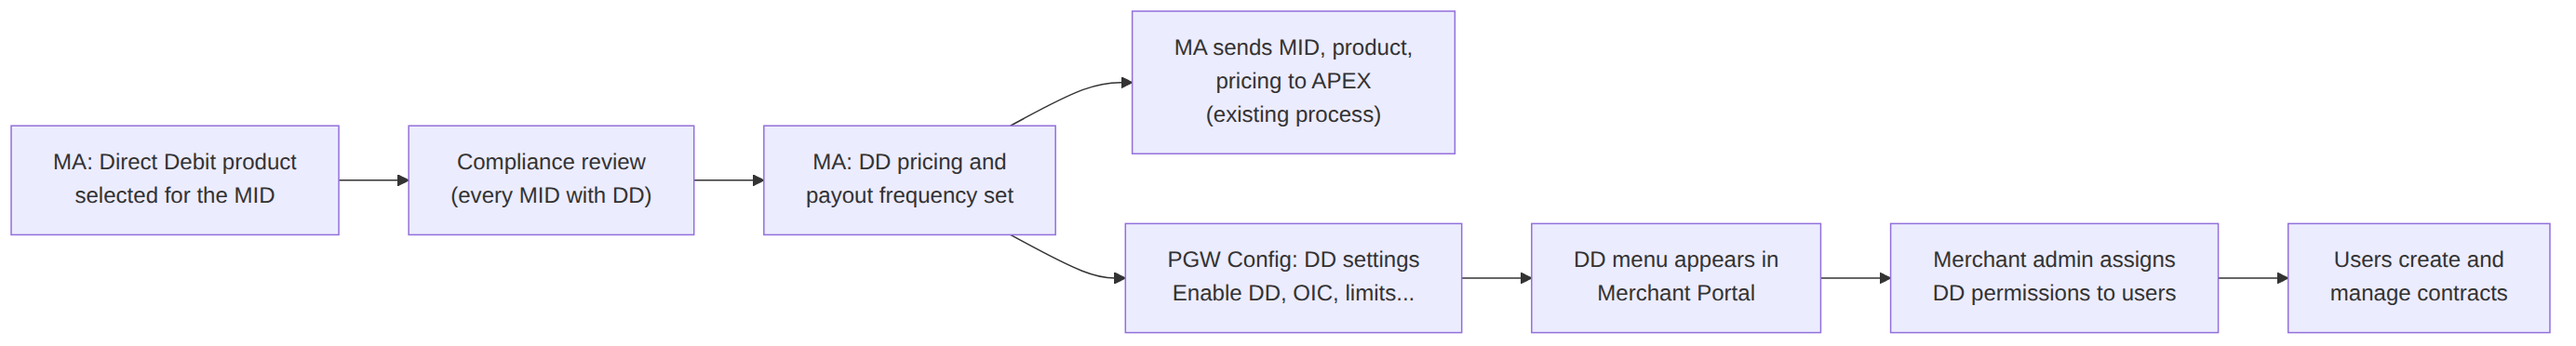 MA: Direct Debit product
selected for the MID
Compliance review
(every MID with DD)
MA: DD pricing and
payout frequency set
MA sends MID, product,
pricing to APEX
(existing process)
PGW Config: DD settings
Enable DD, OIC, limits...
DD menu appears in
Merchant Portal
Merchant admin assigns
DD permissions to users
Users create and
manage contracts